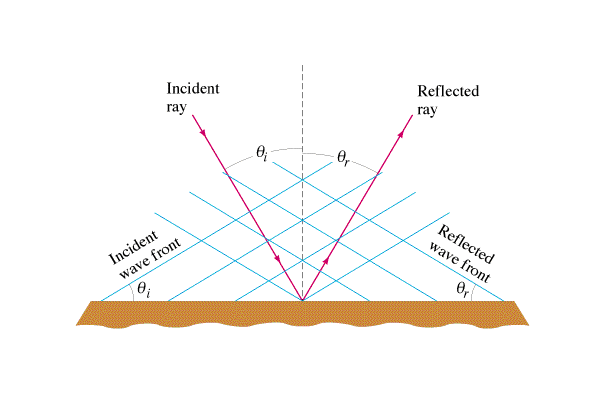 Incident
ray
Reflected
ray
θi
θr
Incident
wave front
Reflected
wave front
θi
θr